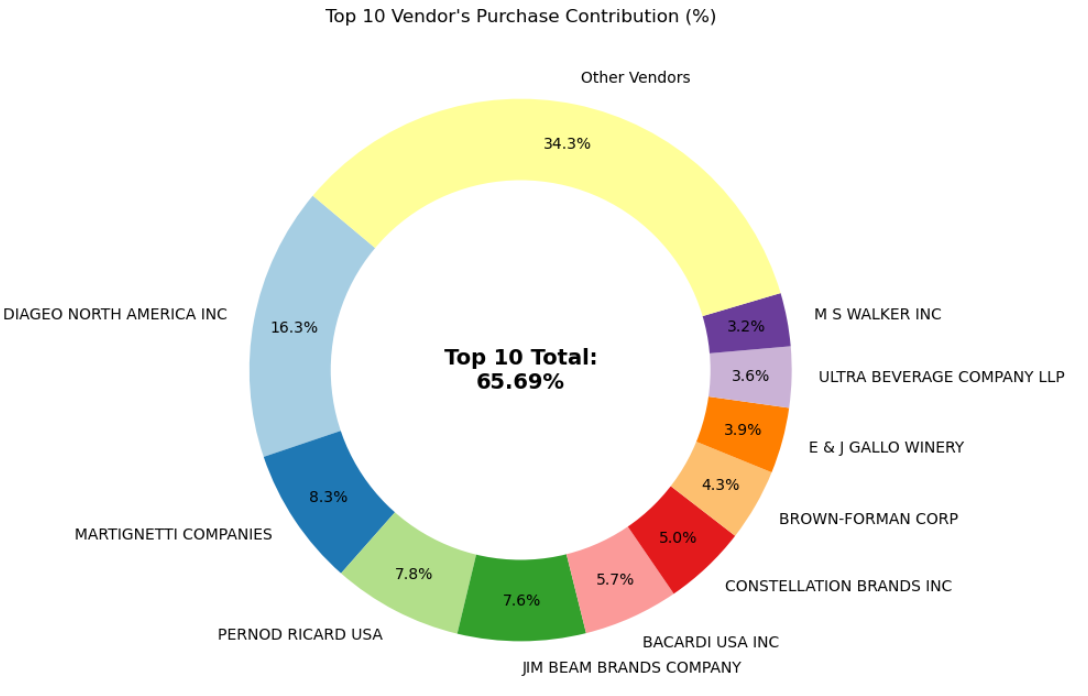 Top 10 Vendor's Purchase Contribution (%)
Other Vendors
34.3%
DIAGEO NORTH AMERICA INC
16.3%
M S WALKER INC
3.2%
ULTRA BEVERAGE COMPANY LLP
3.6%
Top 10 Total:
65.69%
E & J GALLO WINERY
3.9%
BROWN-FORMAN CORP
4.3%
MARTIGNETTI COMPANIES
8.3%
CONSTELLATION BRANDS INC
5.0%
PERNOD RICARD USA
7.8%
JIM BEAM BRANDS COMPANY
7.6%
BACARDI USA INC
5.7%